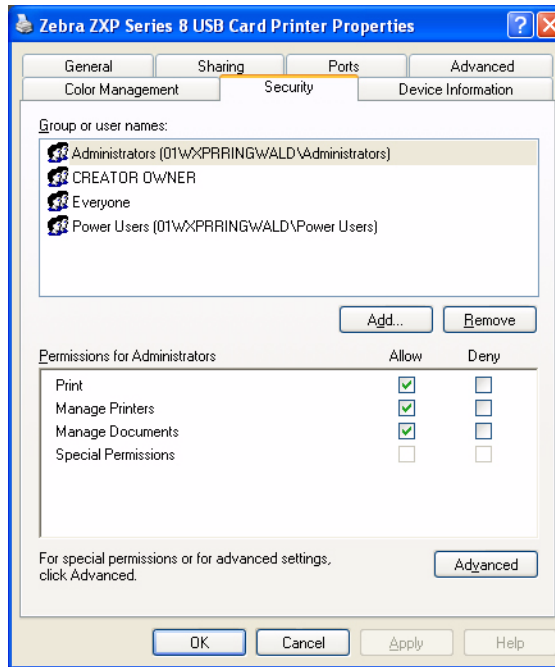 Zebra ZXP Series 8 USB Card Printer Properties
General Sharing Ports Advanced
Color Management Security Device Information
Group or user names:
Administrators (01WXPRRINGWALD\Administrators)
CREATOR OWNER
Everyone
Power Users (01WXPRRINGWALD\Power Users)
Add... Remove
Permissions for Administrators Allow Deny
Print
Manage Printers
Manage Documents
Special Permissions
For special permissions or for advanced settings,
click Advanced.
Advanced
OK Cancel Apply Help